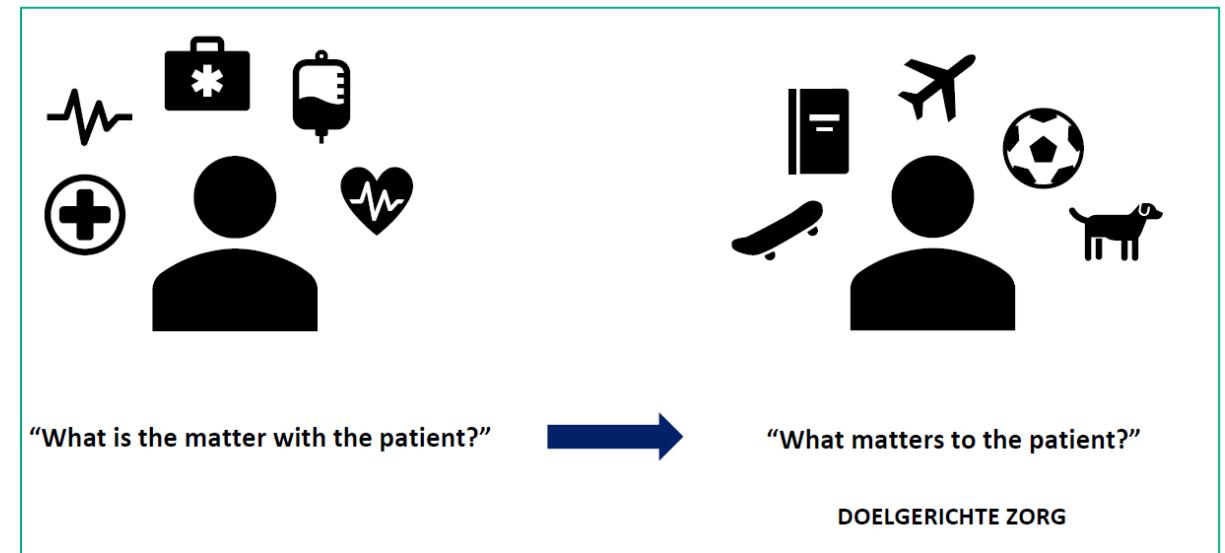 “What is the matter with the patient?”
“What matters to the patient?”
DOELGERICHTE ZORG